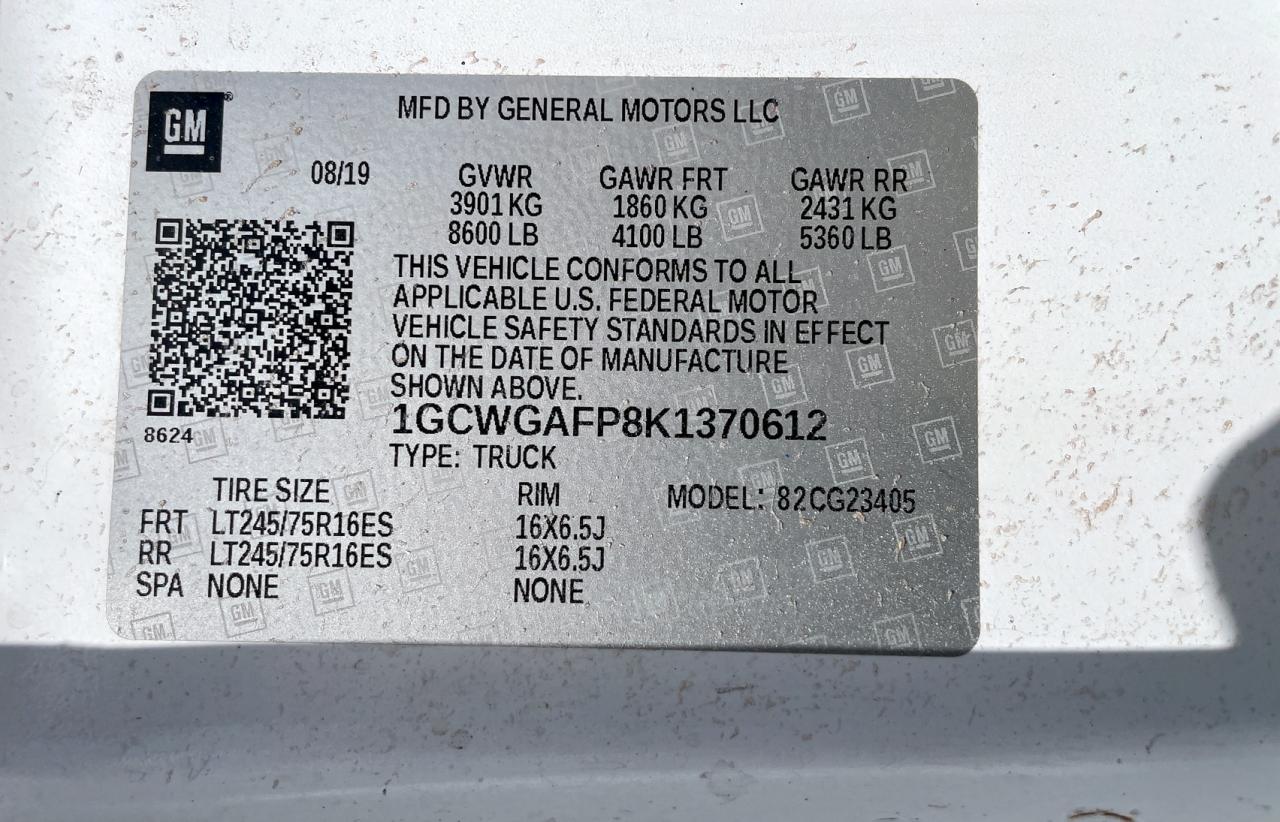 GM®
MFD BY GENERAL MOTORS LLC
08/19 GVWR GAWR FRT GAWR RR
3901 KG 1860 KG 2431 KG
8600 LB 4100 LB 5360 LB
THIS VEHICLE CONFORMS TO ALL
APPLICABLE U.S. FEDERAL MOTOR
VEHICLE SAFETY STANDARDS IN EFFECT
ON THE DATE OF MANUFACTURE
SHOWN ABOVE.
1GCWGAFP8K1370612
8624
TYPE: TRUCK
TIRE SIZE RIM MODEL: 82CG23405
FRT LT245/75R16ES 16X6.5J
RR LT245/75R16ES 16X6.5J
SPA NONE NONE